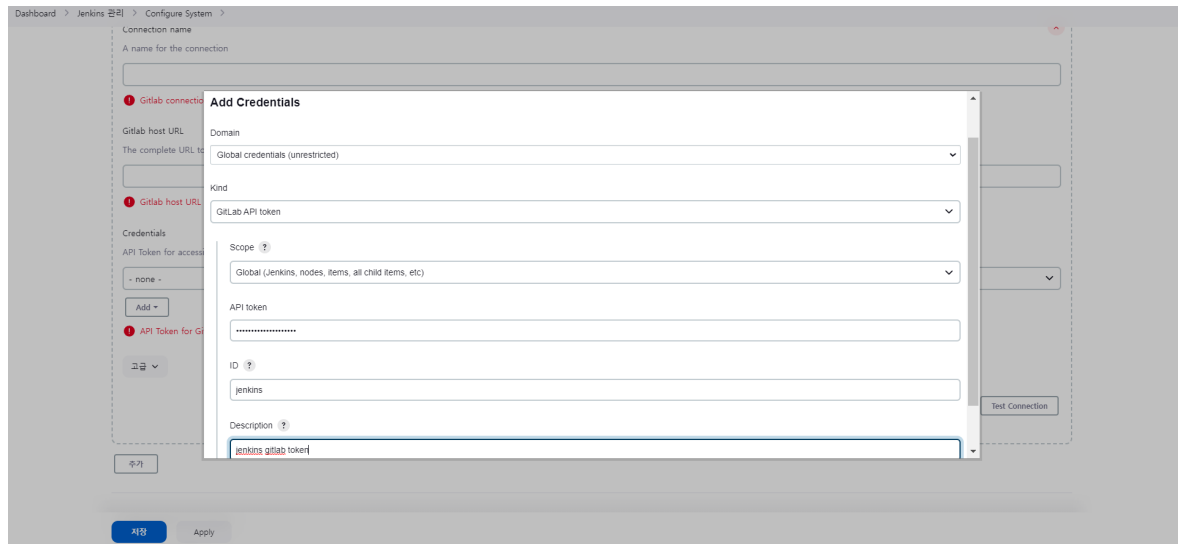 Dashboard > Jenkins 관리 > Configure System >
Connection name
A name for the connection
Gitlab connectio
Gitlab host URL
The complete URL to
Gitlab host URL
Credentials
API Token for accessi
- none -
Add
API Token for Gi
고급
Test Connection
추가
저장
Apply
Add Credentials
Domain
Global credentials (unrestricted)
Kind
GitLab API token
Scope ?
Global (Jenkins, nodes, items, all child items, etc)
API token
••••••••••••••••••••
ID ?
jenkins
Description ?
jenkins gitlab token